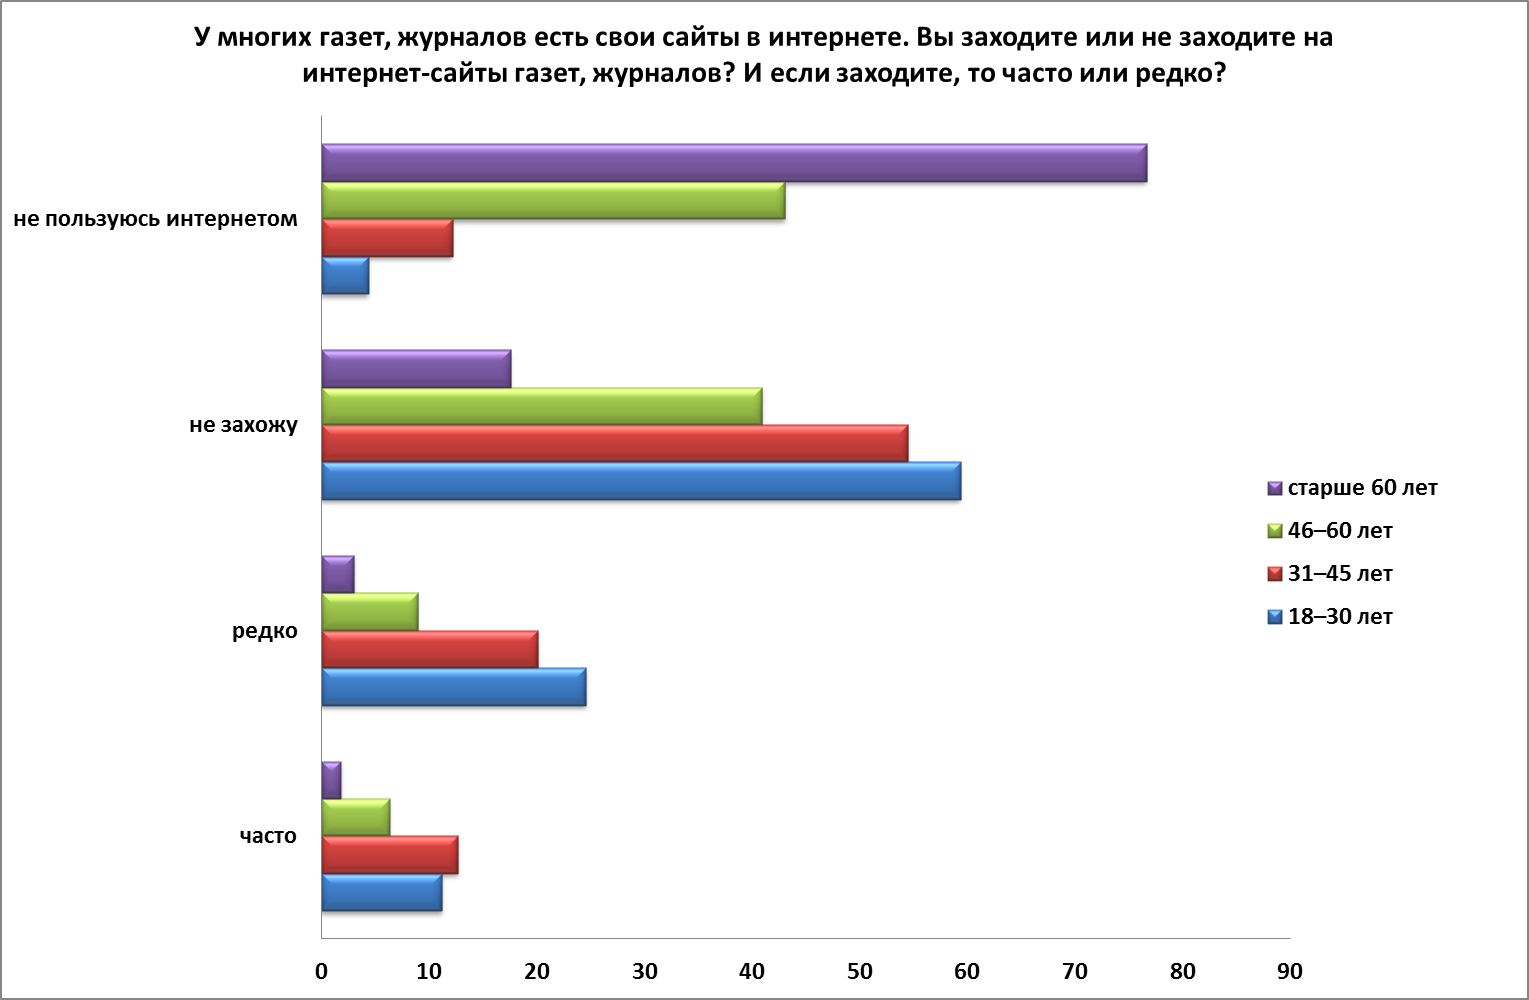 У многих газет, журналов есть свои сайты в интернете. Вы заходите или не заходите на
интернет-сайты газет, журналов? И если заходите, то часто или редко?
не пользуюсь интернетом
не захожу
редко
часто
старше 60 лет
46–60 лет
31–45 лет
18–30 лет
0 10 20 30 40 50 60 70 80 90